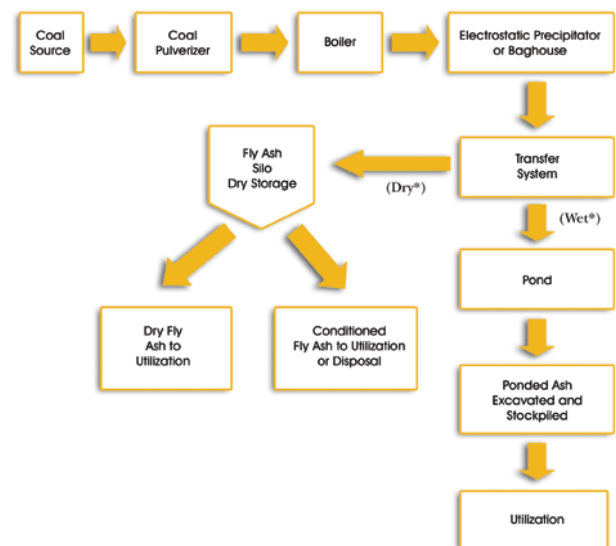 Coal
Source
Coal
Pulverizer
Boiler
Electrostatic Precipitator
or Baghouse
Transfer
System
(Dry*)
(Wet*)
Fly Ash
Silo
Dry Storage
Pond
Dry Fly
Ash to
Utilization
Conditioned
Fly Ash to Utilization
or Disposal
Ponded Ash
Excavated and
Stockpiled
Utilization